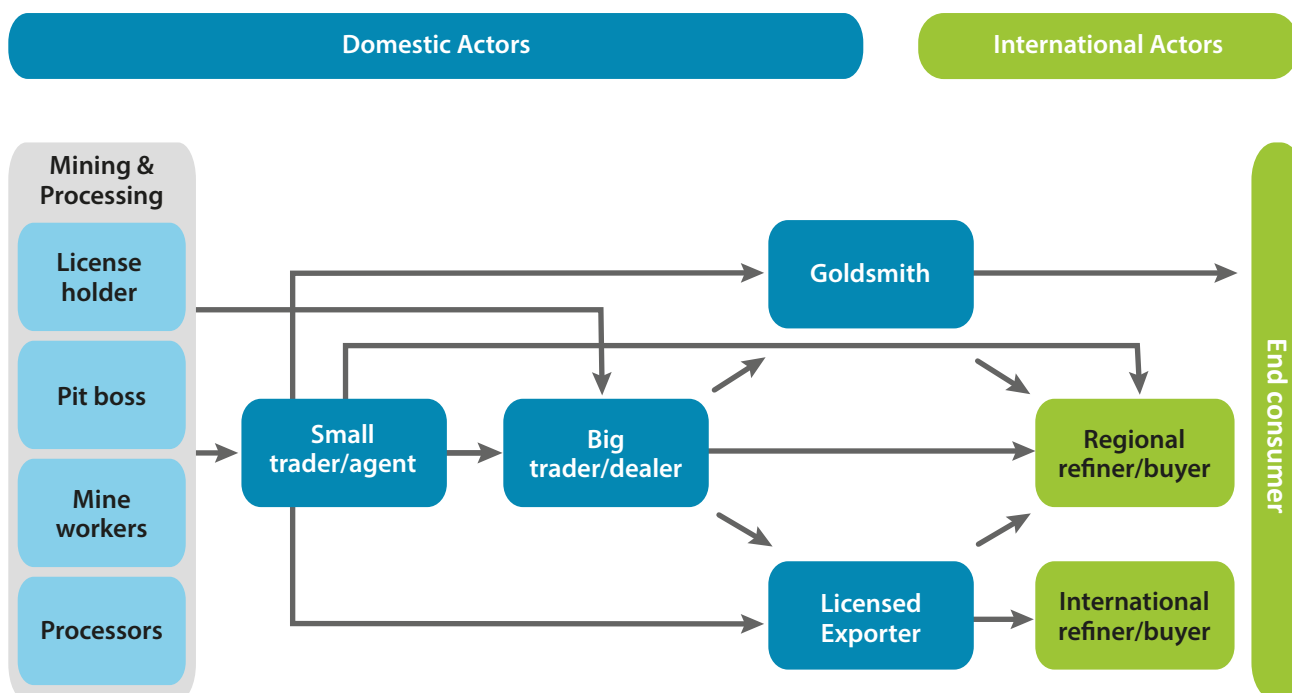 Domestic Actors
International Actors
Mining &
Processing
License
holder
Pit boss
Mine
workers
Processors
Small
trader/agent
Big
trader/dealer
Goldsmith
Licensed
Exporter
Regional
refiner/buyer
International
refiner/buyer
End consumer